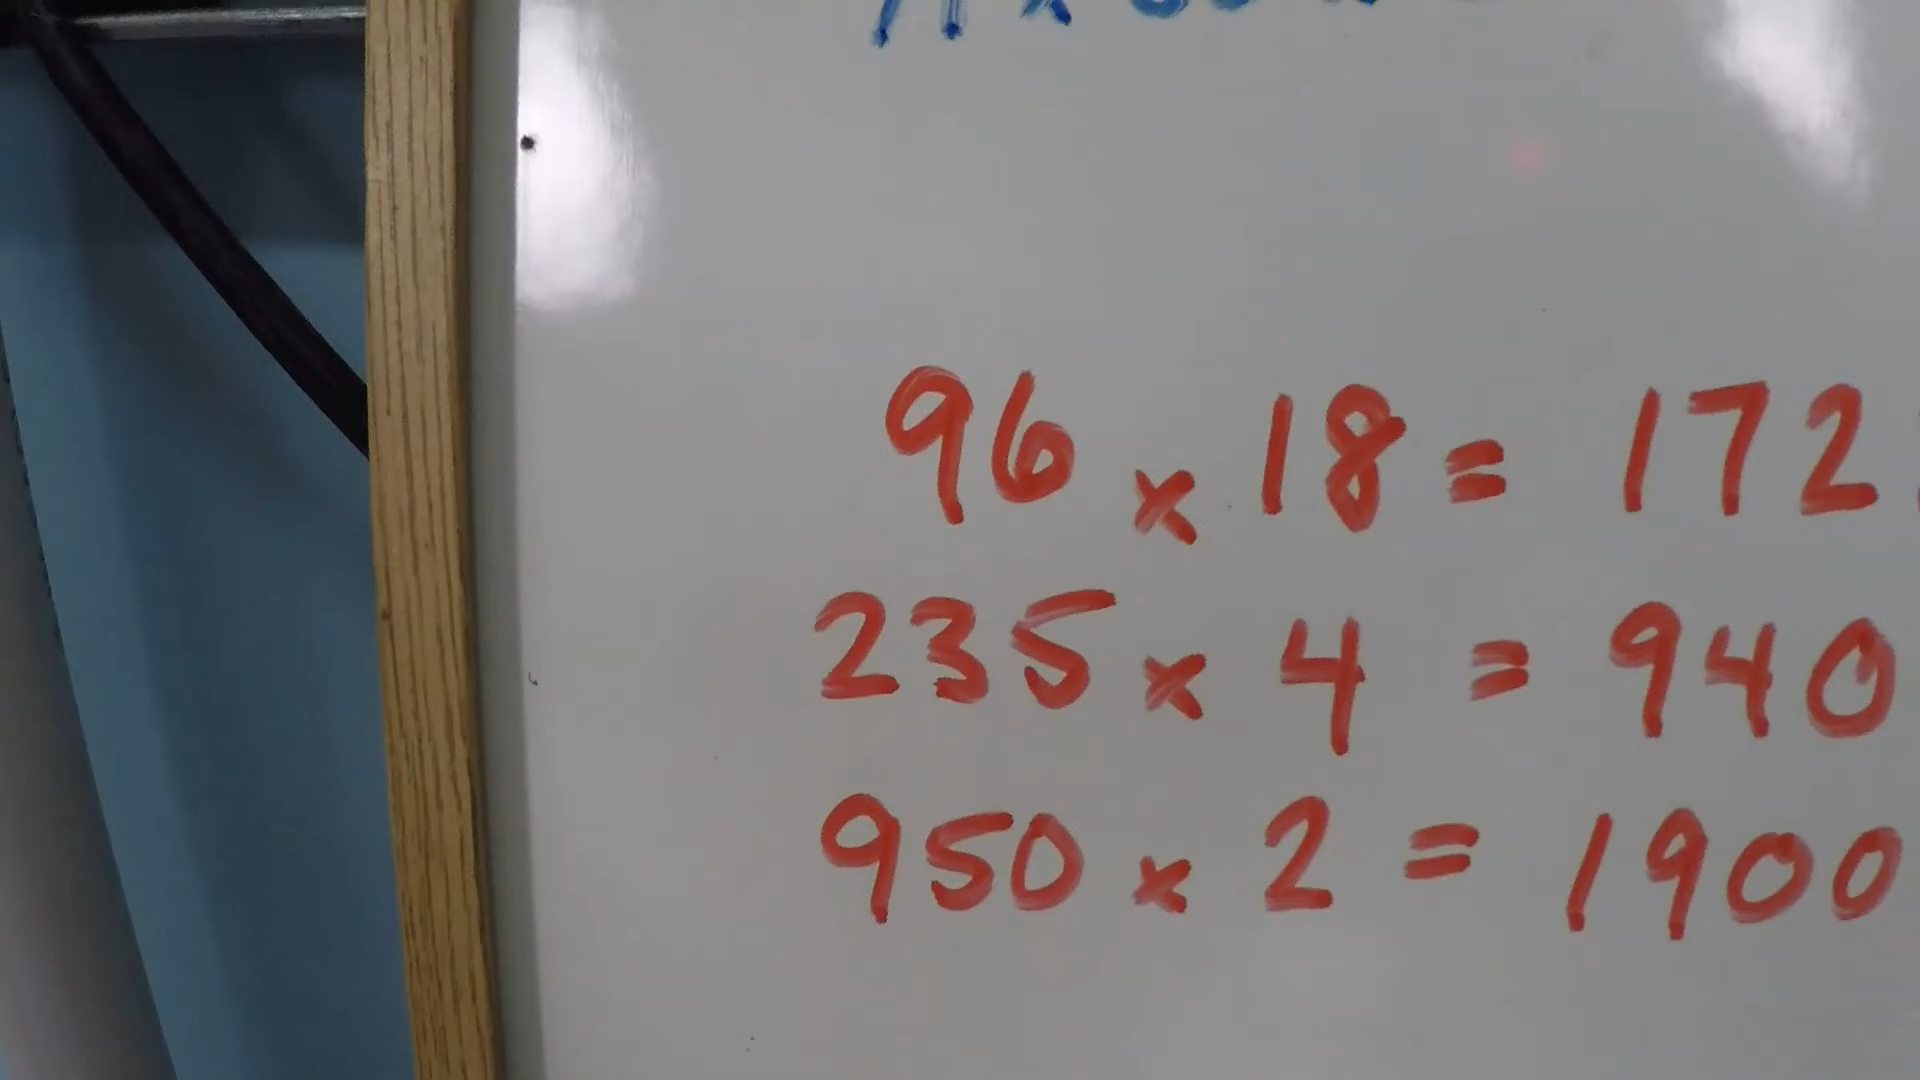 96 x 18 = 172
235 x 4 = 940
950 x 2 = 1900